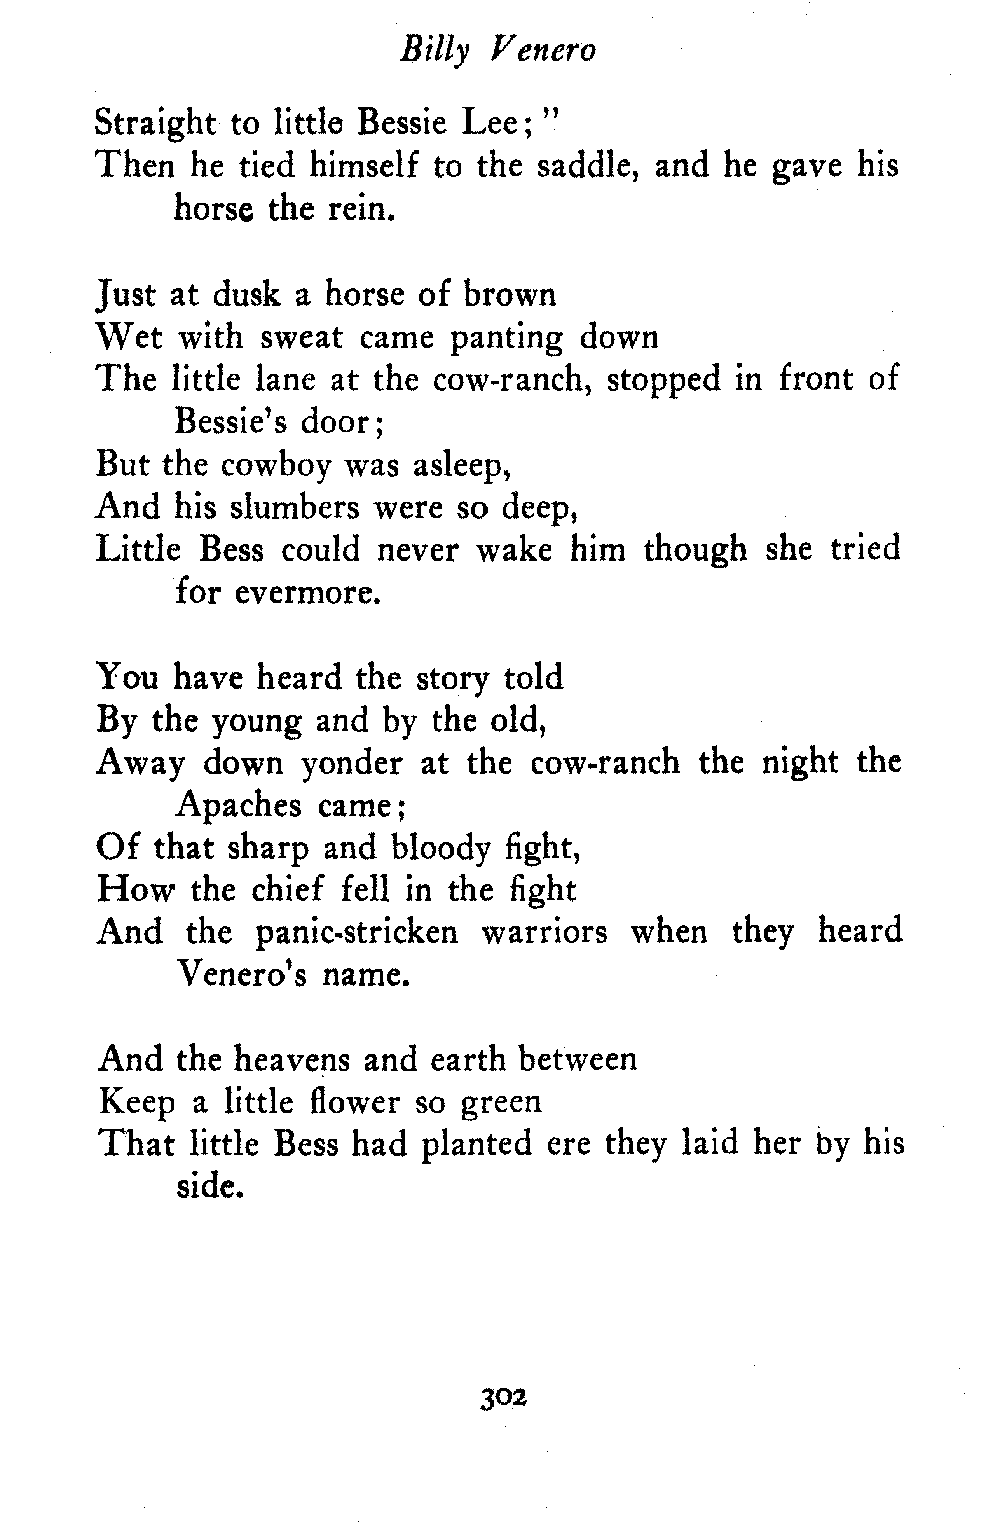 Billy Venero
Straight to little Bessie Lee; "
Then he tied himself to the saddle, and he gave his
horse the rein.
Just at dusk a horse of brown
Wet with sweat came panting down
The little lane at the cow-ranch, stopped in front of
Bessie's door;
But the cowboy was asleep,
And his slumbers were so deep,
Little Bess could never wake him though she tried
for evermore.
You have heard the story told
By the young and by the old,
Away down yonder at the cow-ranch the night the
Apaches came;
Of that sharp and bloody fight,
How the chief fell in the fight
And the panic-stricken warriors when they heard
Venero's name.
And the heavens and earth between
Keep a little flower so green
That little Bess had planted ere they laid her by his
side.
302